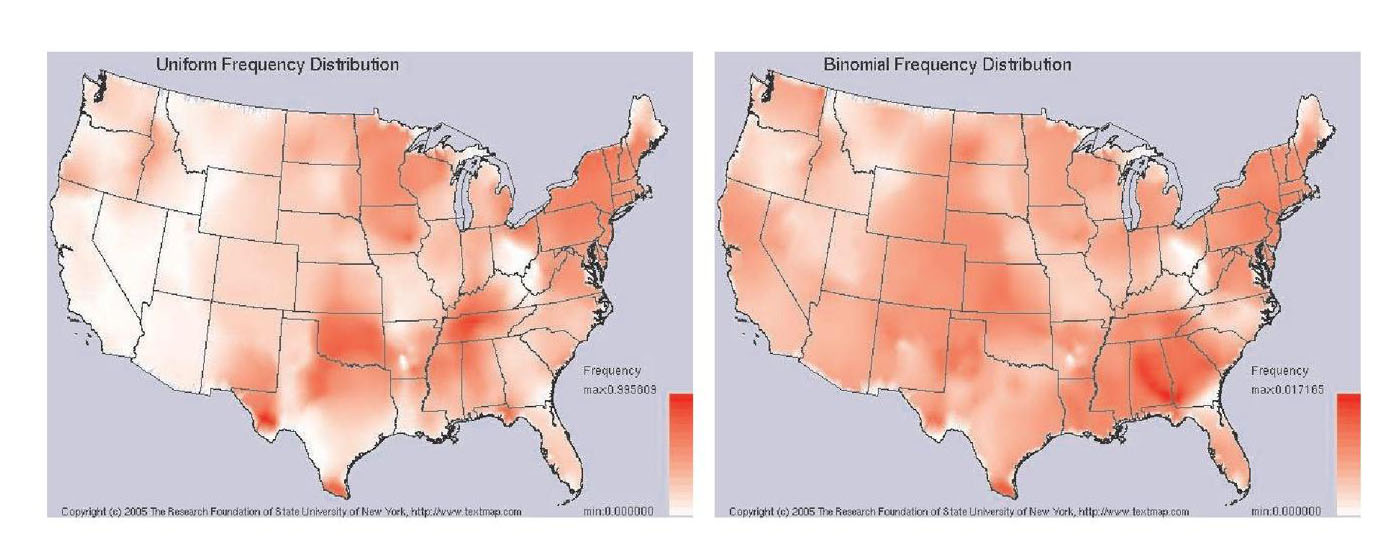 Uniform Frequency Distribution
Frequency
max:0.995609
Copyright (c) 2005 The Research Foundation of State University of New York, http://www.textmap.com
min:0.000000
Binomial Frequency Distribution
Frequency
max:0.017165
Copyright (c) 2005 The Research Foundation of State University of New York, http://www.textmap.com
min:0.000000